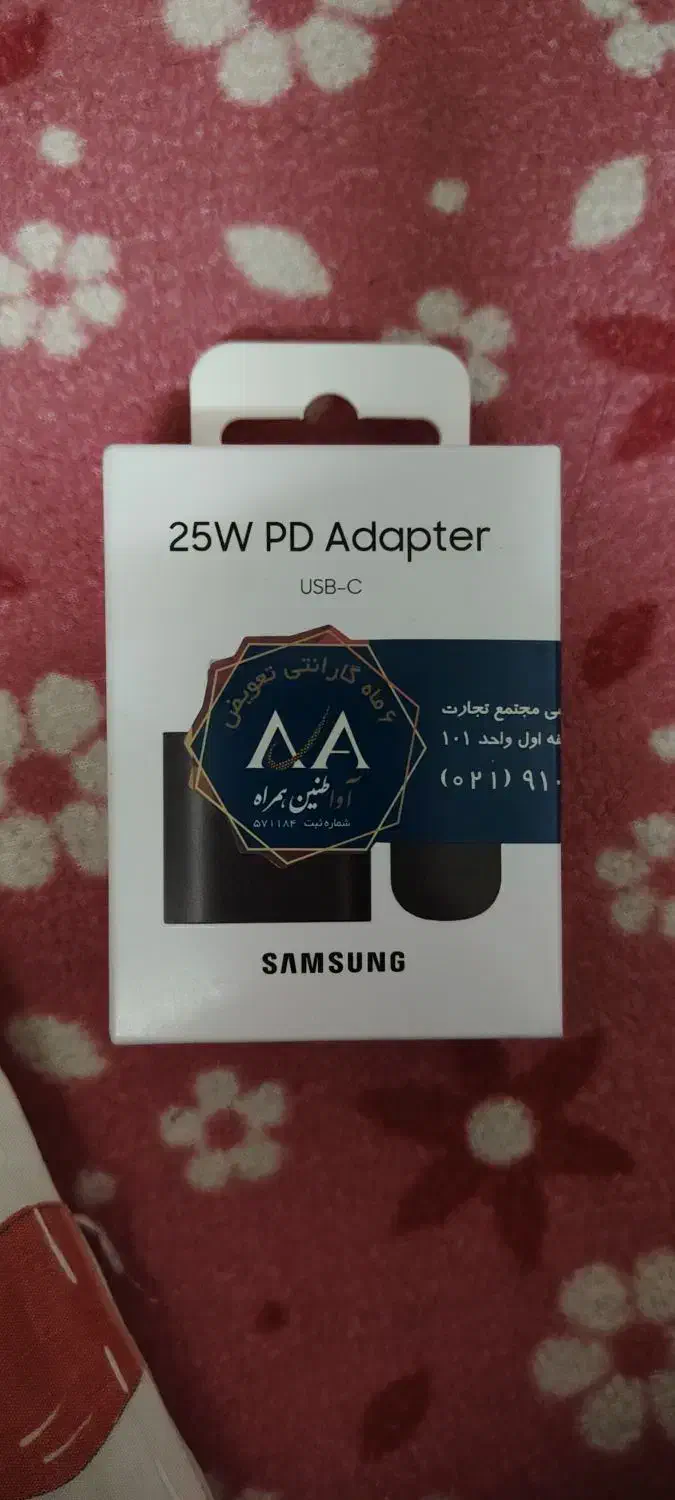 25W PD Adapter
USB-C
۶ ماه گارانتی تعویض
AA
آوا طنین همراه
شماره ثبت ۵۷۱۱۸۴
مجتمع تجارت
اول واحد ۱۰۱
(۰۲۱) ۹۱۰
SAMSUNG